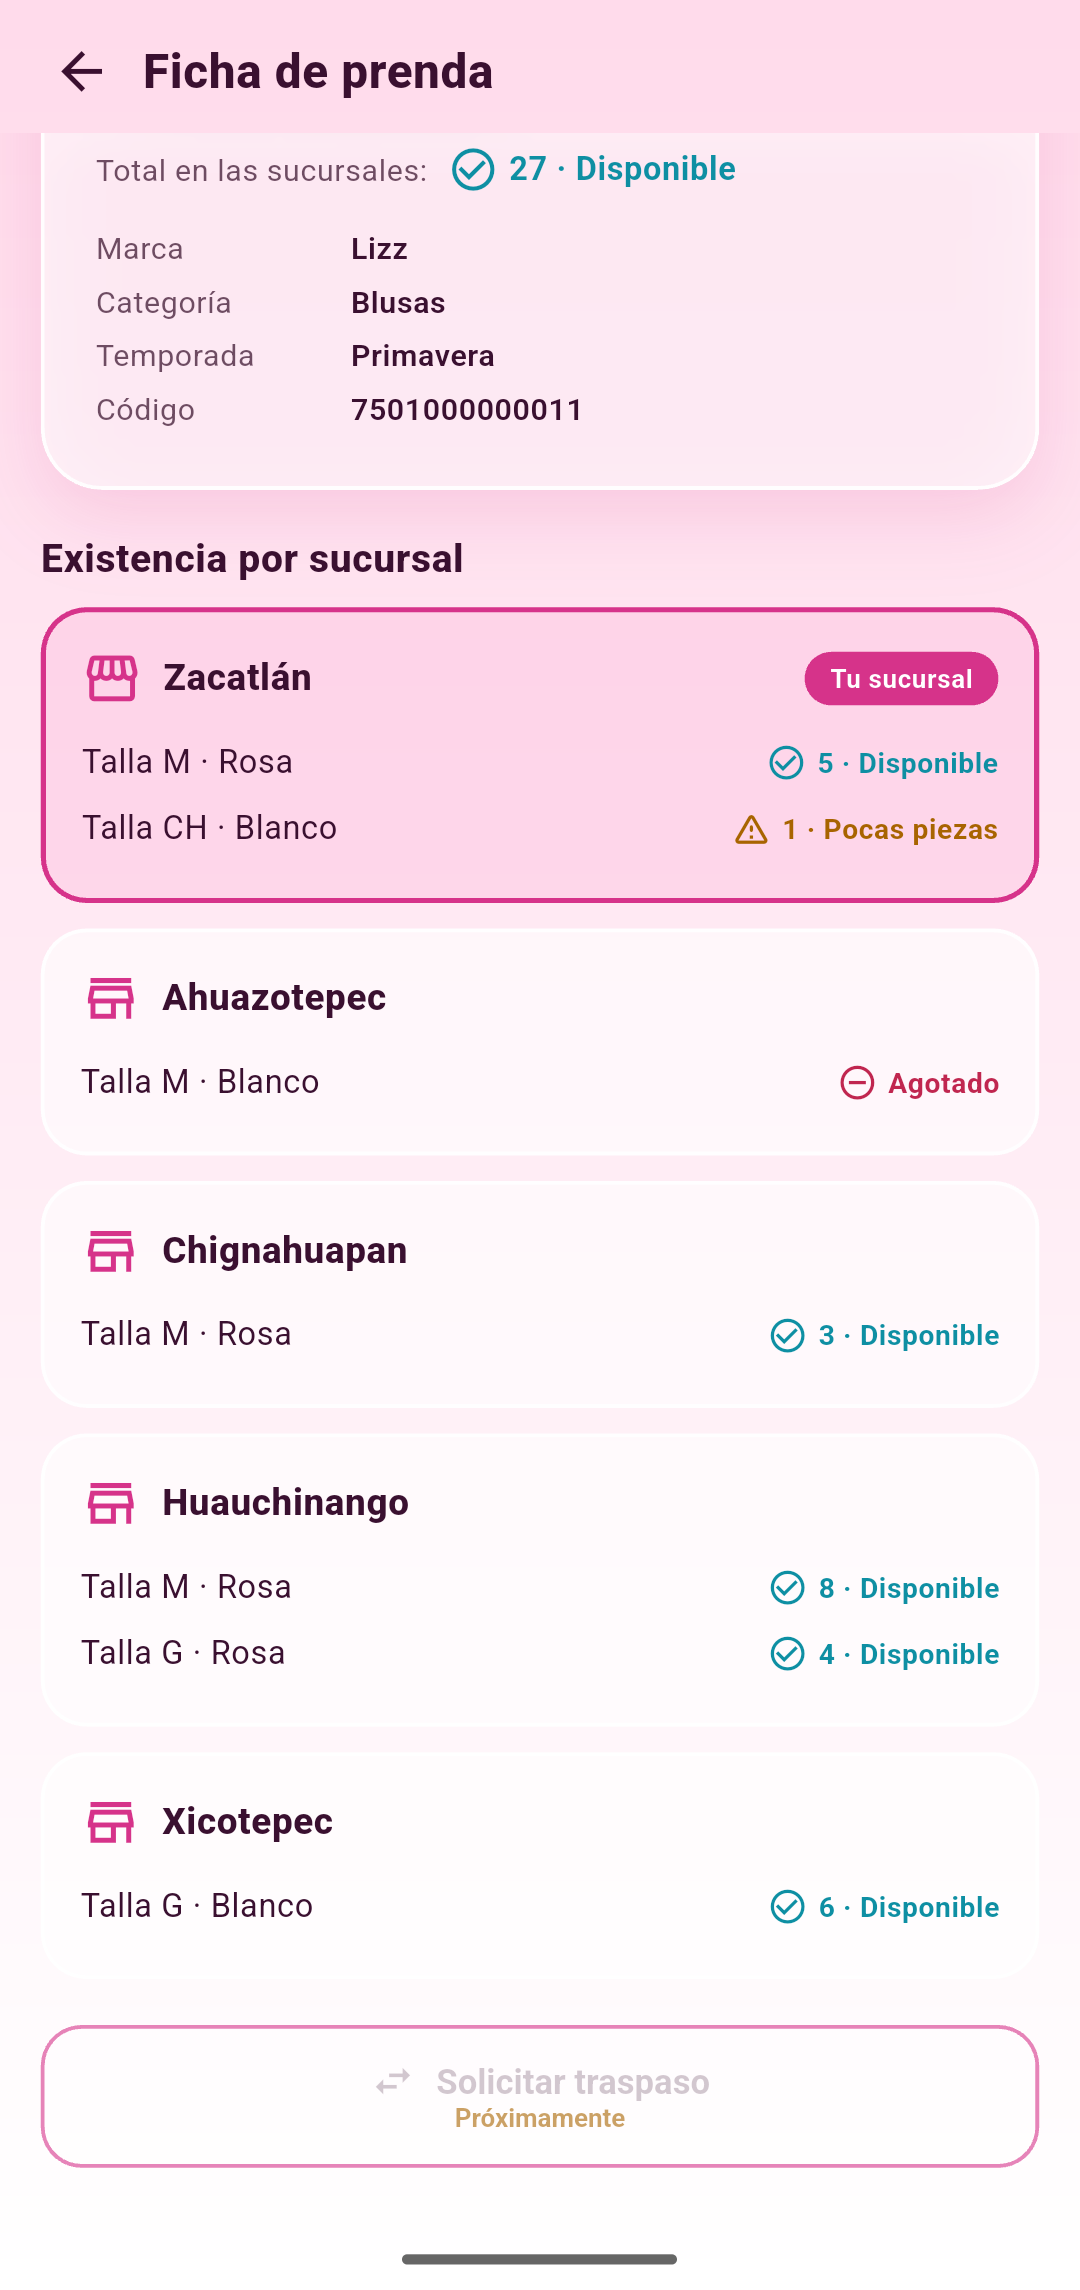 Ficha de prenda
Total en las sucursales: 27 · Disponible
Marca Lizz
Categoría Blusas
Temporada Primavera
Código 7501000000011
Existencia por sucursal
Zacatlán Tu sucursal
Talla M · Rosa 5 · Disponible
Talla CH · Blanco 1 · Pocas piezas
Ahuazotepec
Talla M · Blanco Agotado
Chignahuapan
Talla M · Rosa 3 · Disponible
Huauchinango
Talla M · Rosa 8 · Disponible
Talla G · Rosa 4 · Disponible
Xicotepec
Talla G · Blanco 6 · Disponible
Solicitar traspaso
Próximamente